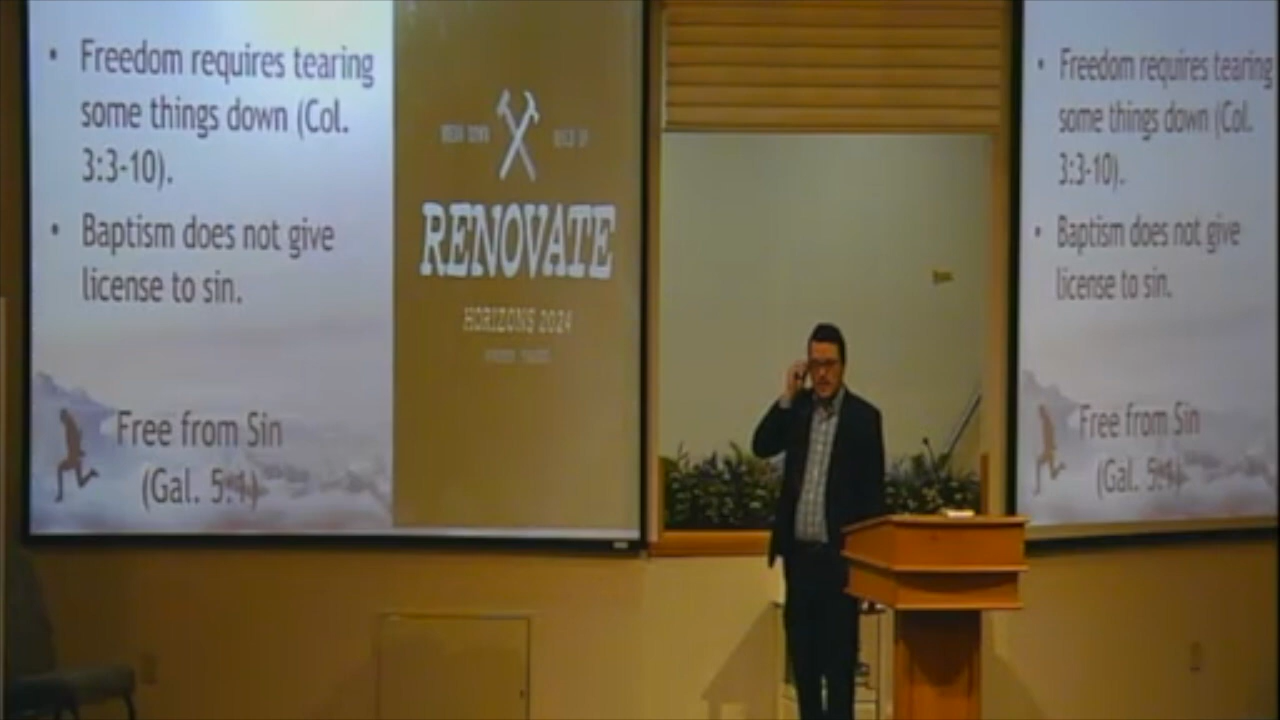 • Freedom requires tearing
some things down (Col.
3:3-10).
• Baptism does not give
license to sin.
Free from Sin
(Gal. 5:1)
BREAK DOWN BUILD UP
RENOVATE
HORIZONS 2024
• Freedom requires tearing
some things down (Col.
3:3-10).
• Baptism does not give
license to sin.
Free from Sin
(Gal. 5:1)